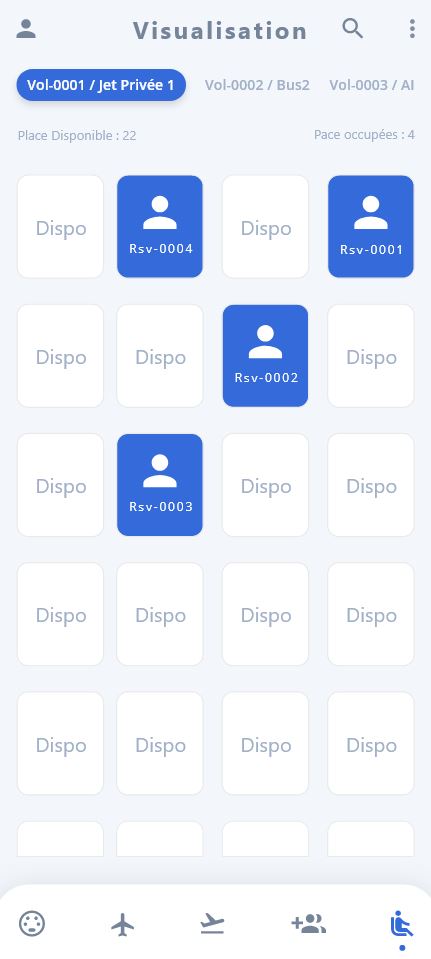 Visualisation
Vol-0001 / Jet Privée 1 Vol-0002 / Bus2 Vol-0003 / AI
Place Disponible : 22 Pace occupées : 4
Dispo Rsv-0004 Dispo Rsv-0001
Dispo Dispo Rsv-0002 Dispo
Dispo Rsv-0003 Dispo Dispo
Dispo Dispo Dispo Dispo
Dispo Dispo Dispo Dispo